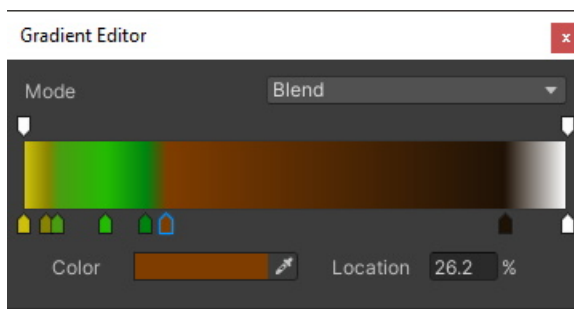 Gradient Editor
x
Mode Blend
Color Location 26.2 %